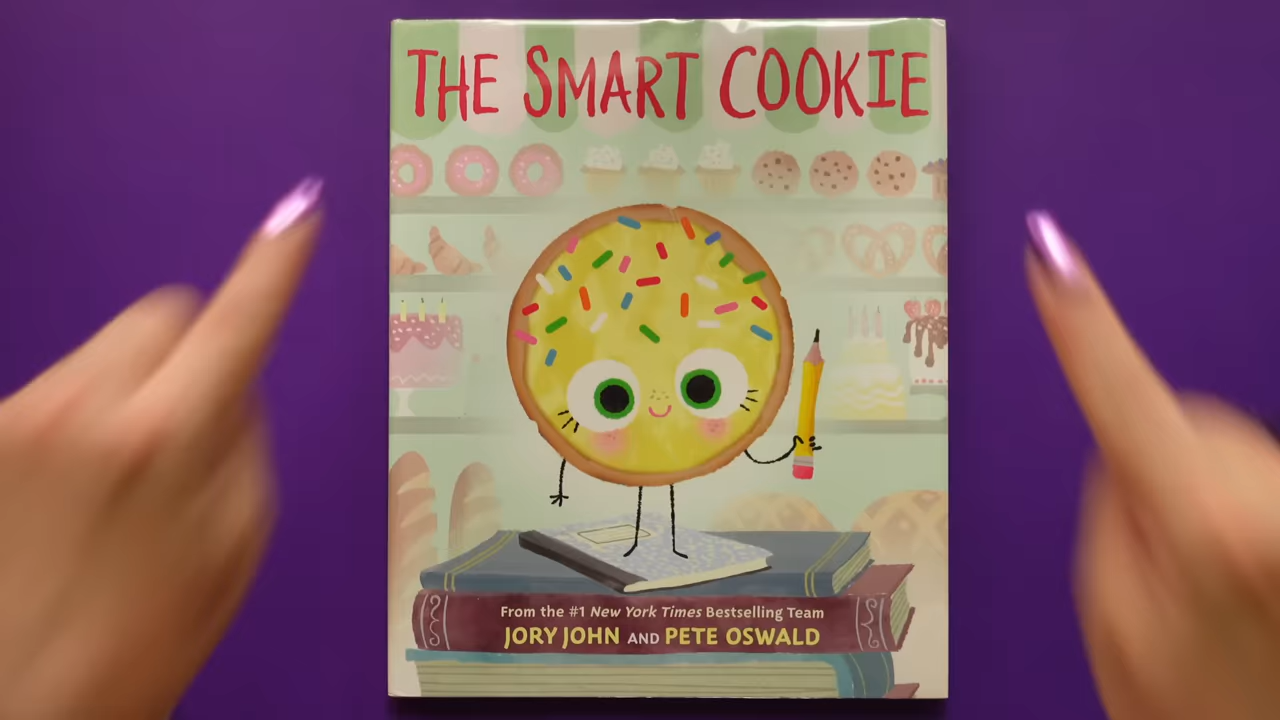 THE SMART COOKIE
From the #1 New York Times Bestselling Team
JORY JOHN AND PETE OSWALD